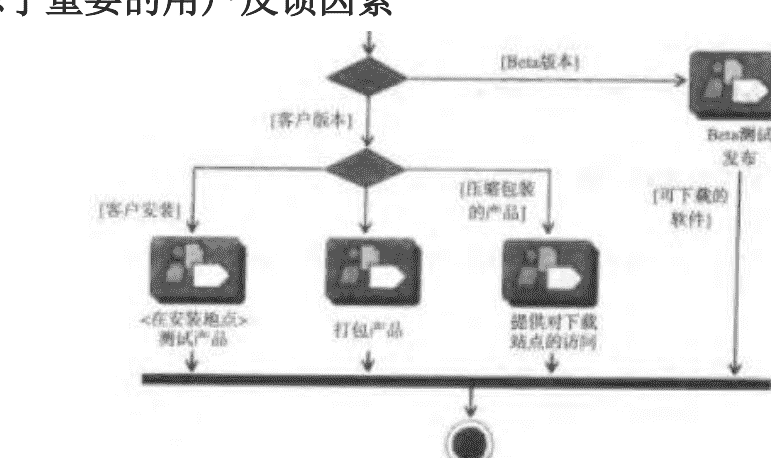 重要的用户反馈因素
[Beta版本]
[客户版本]
Beta测试
发布
[客户安装]
[压缩包装
的产品]
[可下载的
软件]
<在安装地点>
测试产品
打包产品
提供对下载
站点的访问